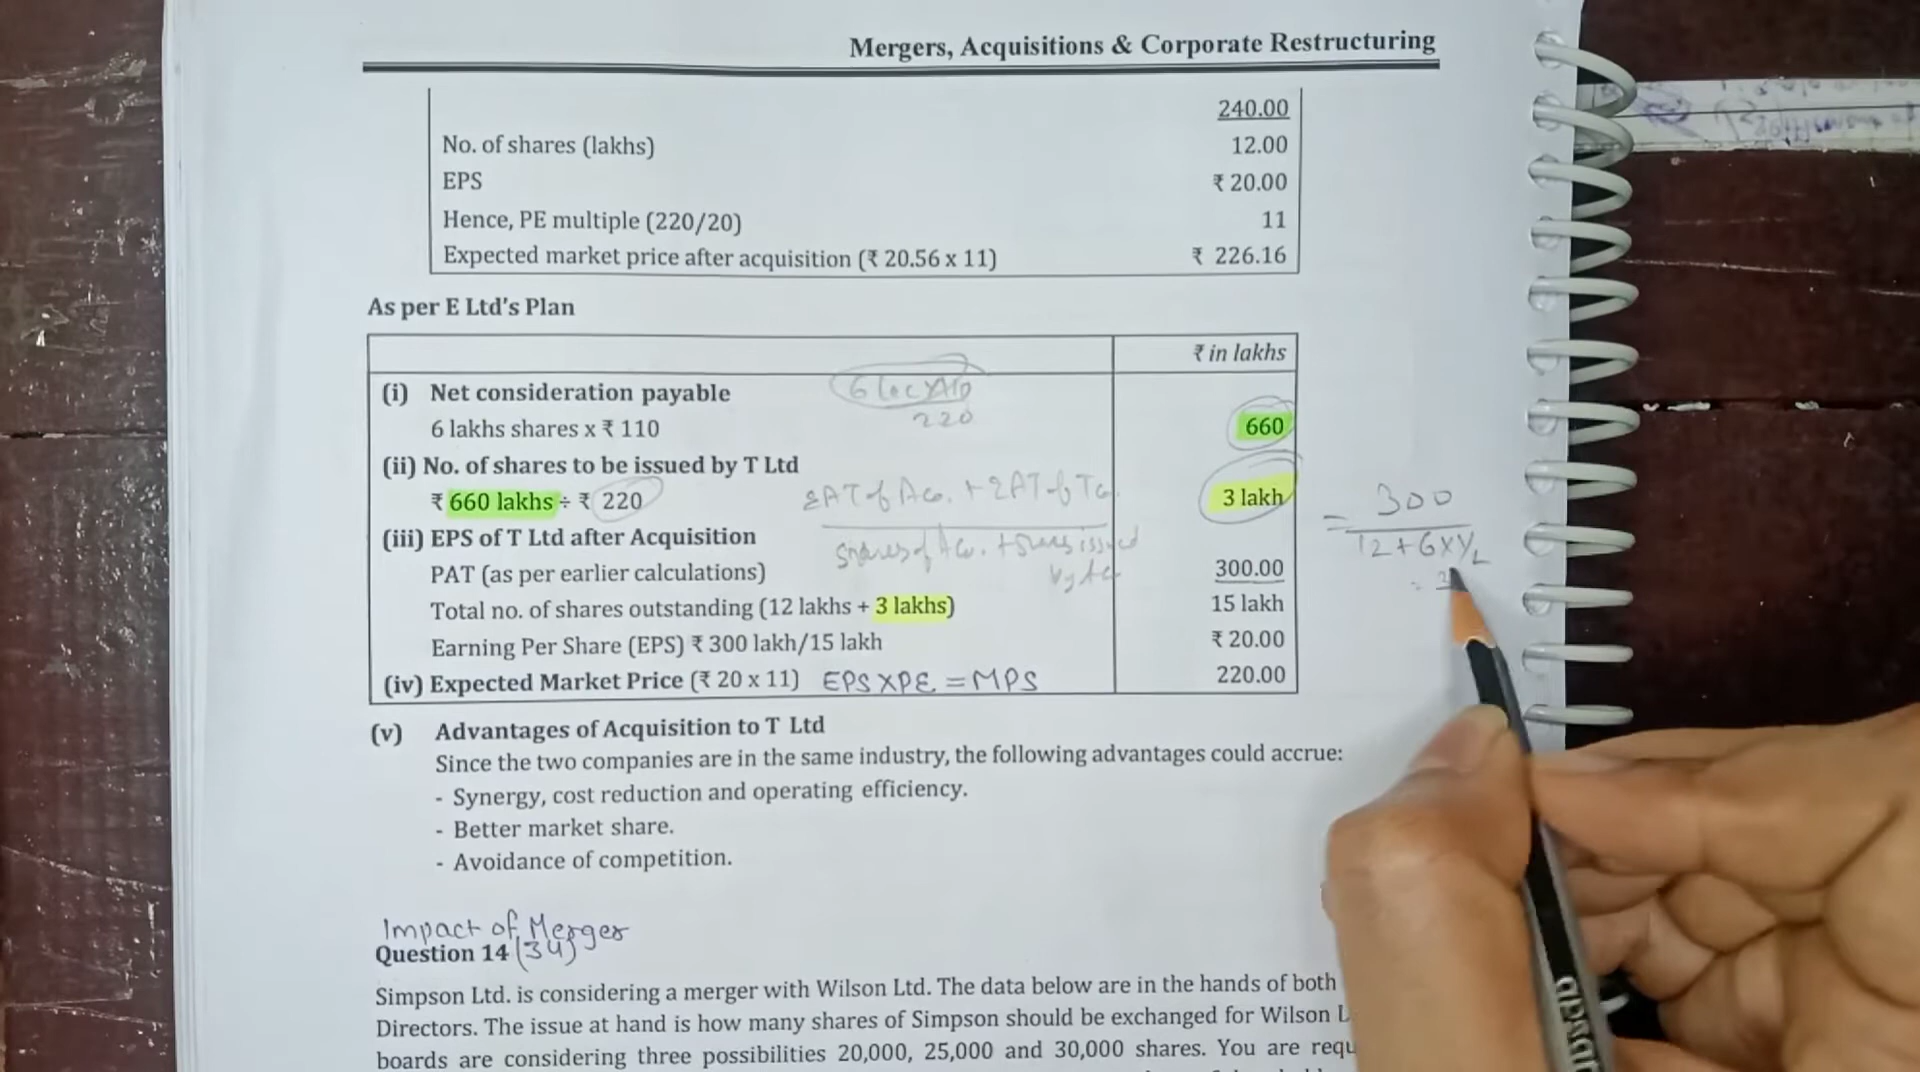 Mergers, Acquisitions & Corporate Restructuring
240.00
No. of shares (lakhs) 12.00
EPS ₹ 20.00
Hence, PE multiple (220/20) 11
Expected market price after acquisition (₹ 20.56 x 11) ₹ 226.16
As per E Ltd's Plan
₹ in lakhs
(i) Net consideration payable
220
6 lakhs shares x ₹ 110 660
(ii) No. of shares to be issued by T Ltd
₹ 660 lakhs ÷ ₹ 220 3 lakh
(iii) EPS of T Ltd after Acquisition
PAT (as per earlier calculations) 300.00
Total no. of shares outstanding (12 lakhs + 3 lakhs) 15 lakh
Earning Per Share (EPS) ₹ 300 lakh/15 lakh ₹ 20.00
(iv) Expected Market Price (₹ 20 x 11) EPS X PE = MPS 220.00
= 300
12 + 6 x 1/2
(v) Advantages of Acquisition to T Ltd
Since the two companies are in the same industry, the following advantages could accrue:
- Synergy, cost reduction and operating efficiency.
- Better market share.
- Avoidance of competition.
Impact of Merger
Question 14 (34)
Simpson Ltd. is considering a merger with Wilson Ltd. The data below are in the hands of both
Directors. The issue at hand is how many shares of Simpson should be exchanged for Wilson L
boards are considering three possibilities 20,000, 25,000 and 30,000 shares. You are requ
apsara